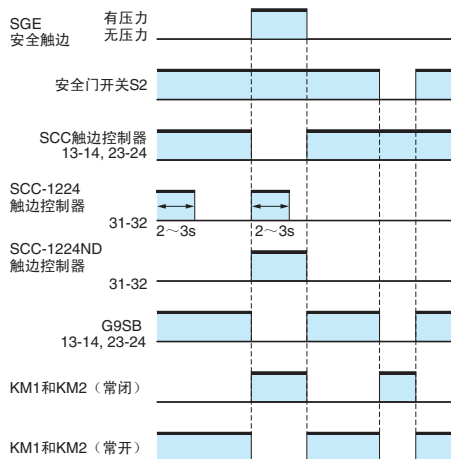 SGE
安全触边
有压力
无压力
安全门开关S2
SCC触边控制器
13-14, 23-24
SCC-1224
触边控制器
31-32
2～3s
2～3s
SCC-1224ND
触边控制器
31-32
G9SB
13-14, 23-24
KM1和KM2（常闭）
KM1和KM2（常开）